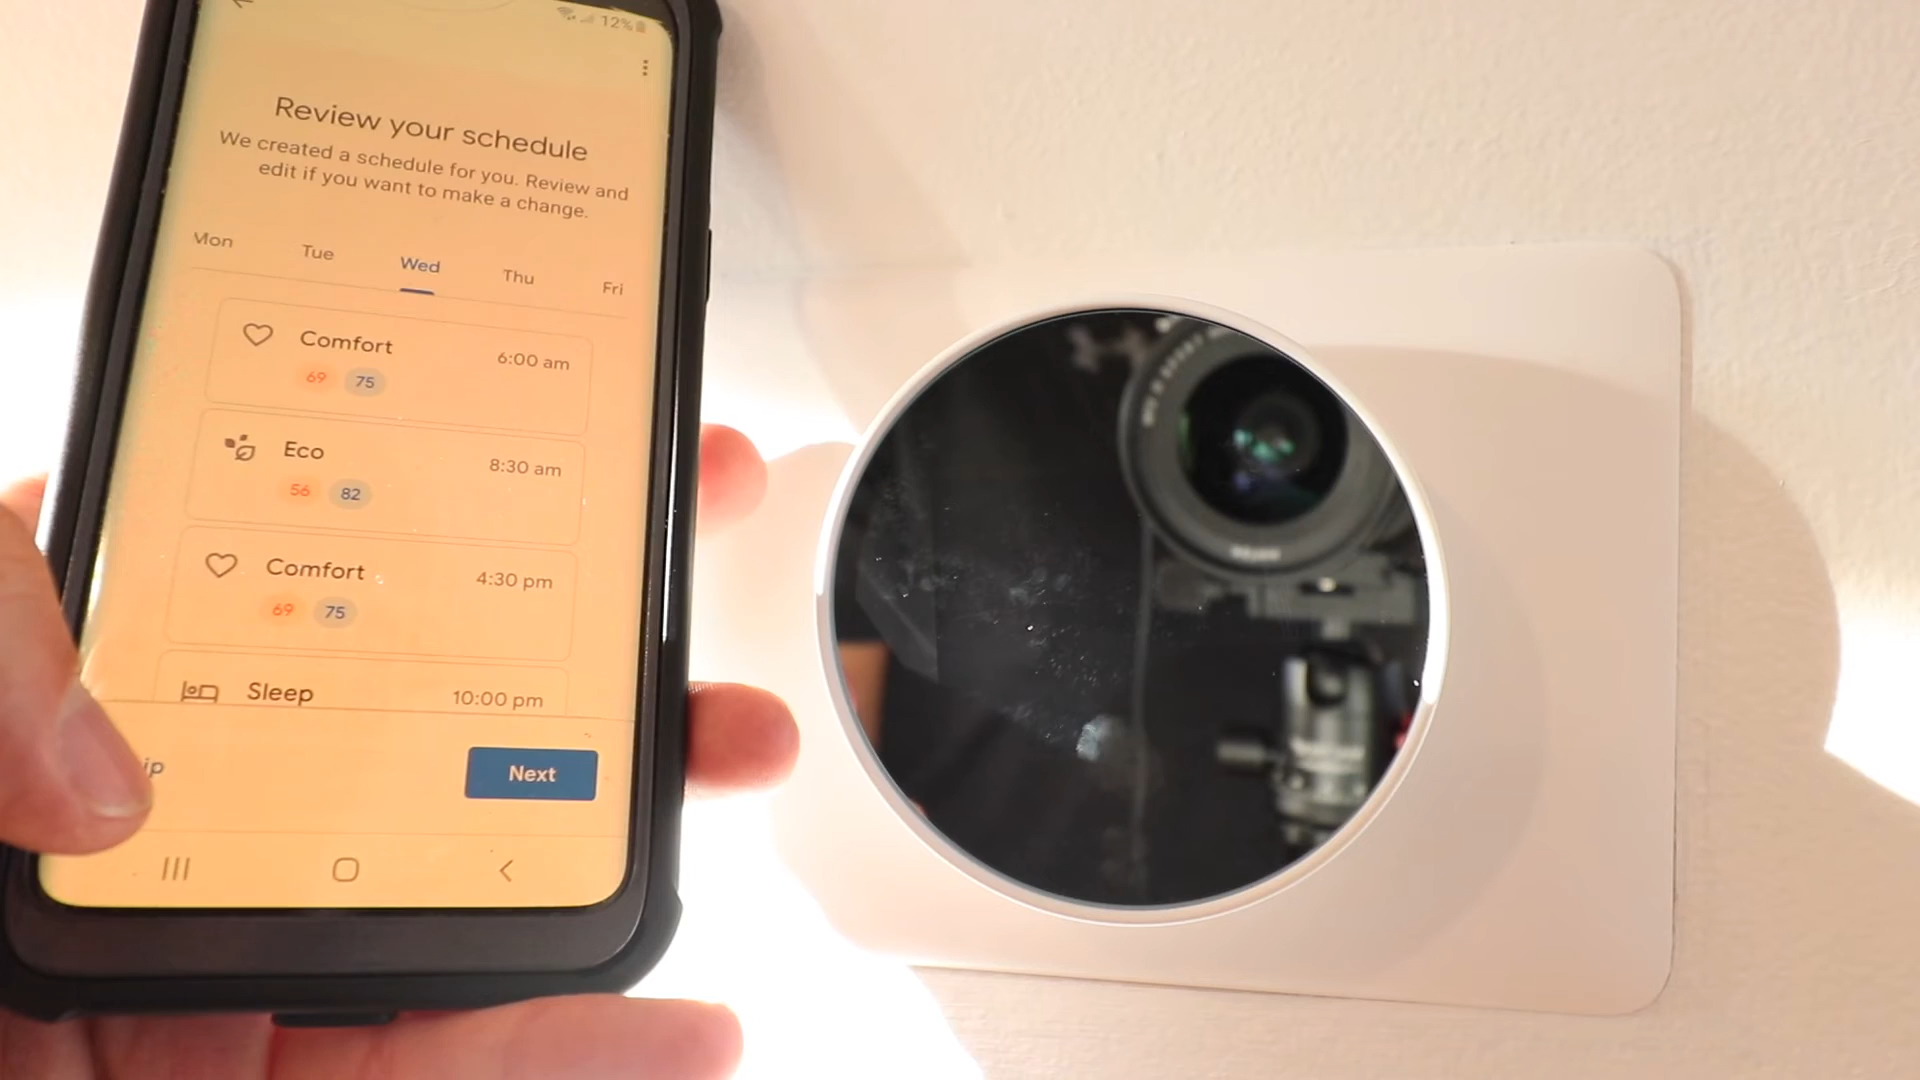 12%
Review your schedule
We created a schedule for you. Review and
edit if you want to make a change.
Mon Tue Wed Thu Fri
Comfort 6:00 am
69 75
Eco 8:30 am
56 82
Comfort 4:30 pm
69 75
Sleep 10:00 pm
ip Next